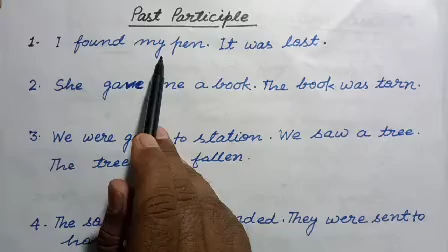 Past Participle
1. I found my pen. It was lost.
2. She gave me a book. The book was torn.
3. We were to station. We saw a tree.
The fallen.
4. The They were sent to